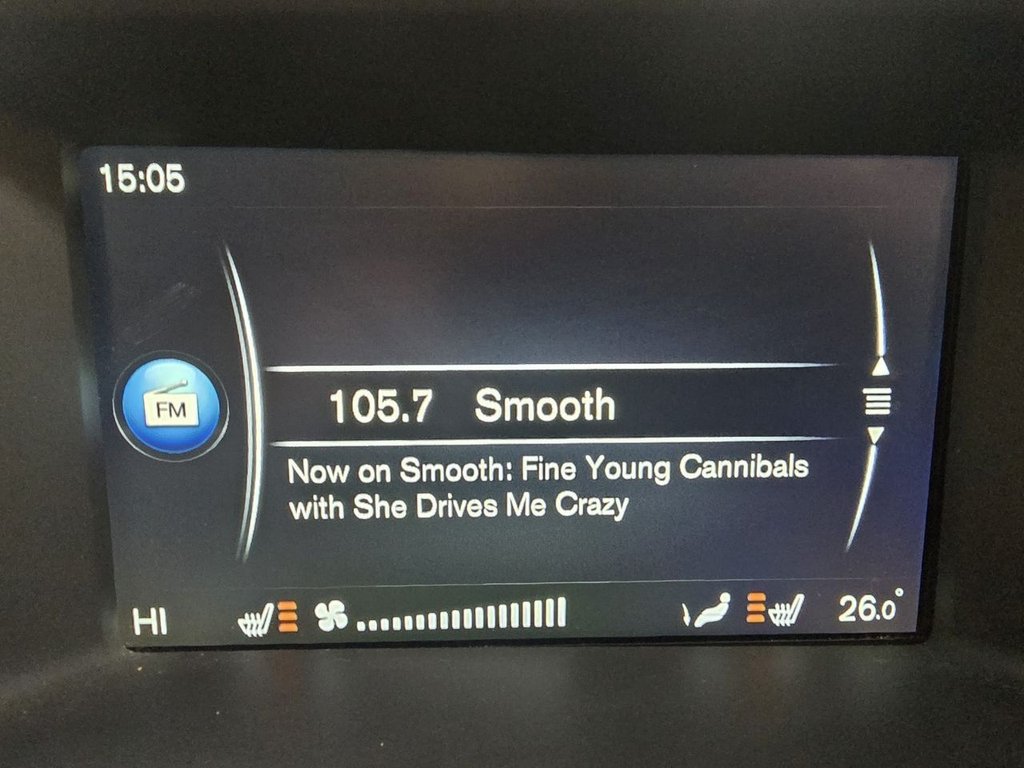 15:05
FM
105.7 Smooth
Now on Smooth: Fine Young Cannibals
with She Drives Me Crazy
HI
26.0°